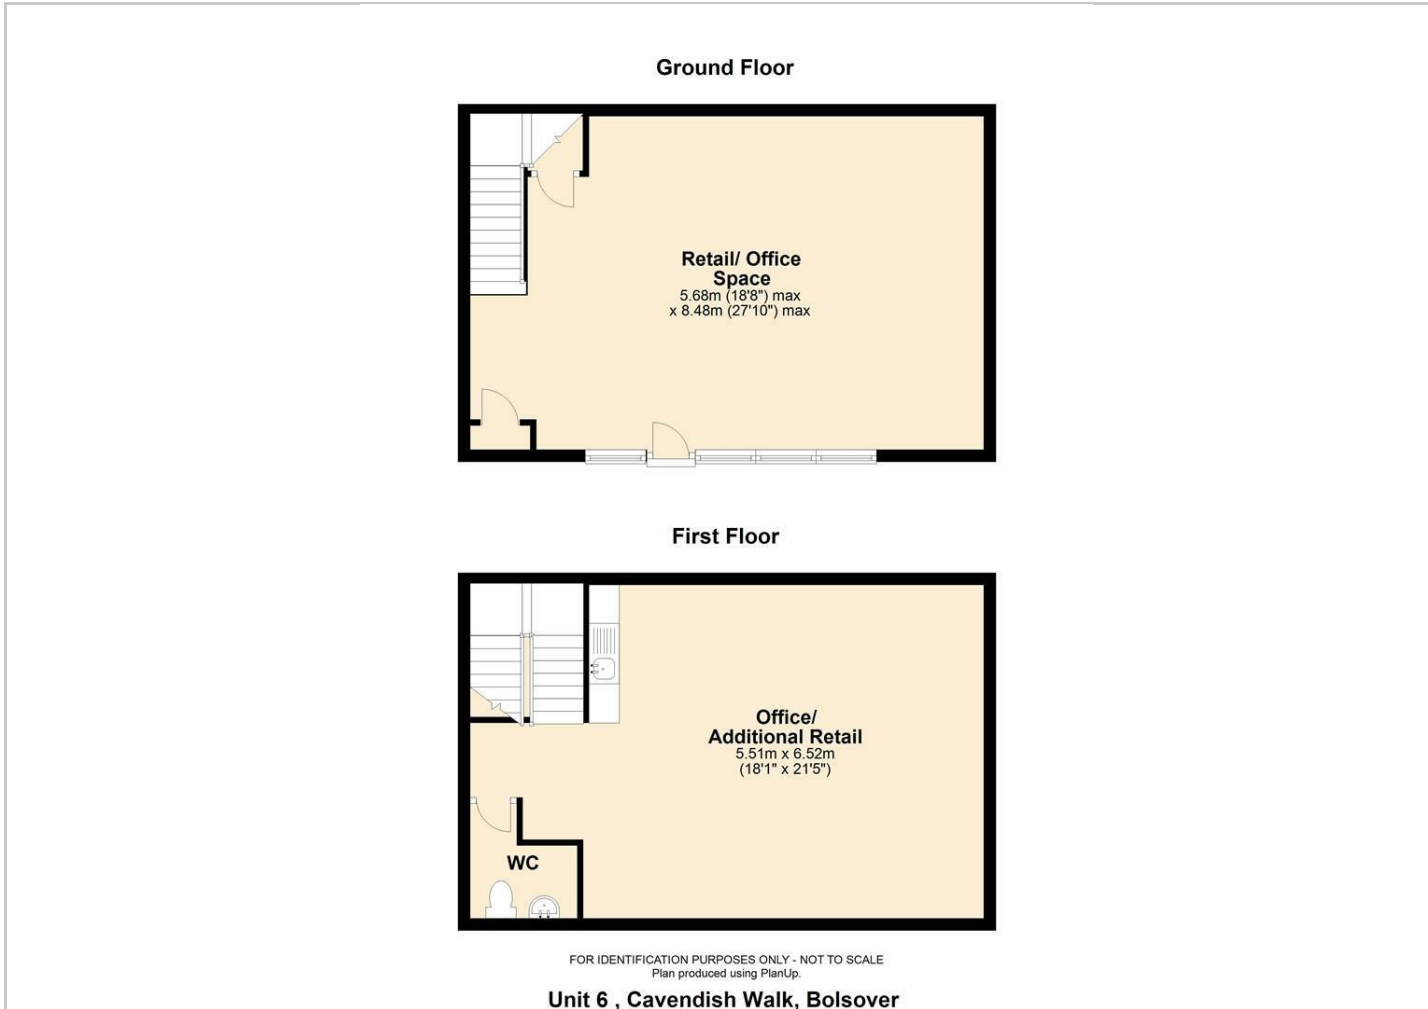 Ground Floor
Retail/ Office
Space
5.68m (18'8") max
x 8.48m (27'10") max
First Floor
Office/
Additional Retail
5.51m x 6.52m
(18'1" x 21'5")
WC
FOR IDENTIFICATION PURPOSES ONLY - NOT TO SCALE
Plan produced using PlanUp.
Unit 6 , Cavendish Walk, Bolsover